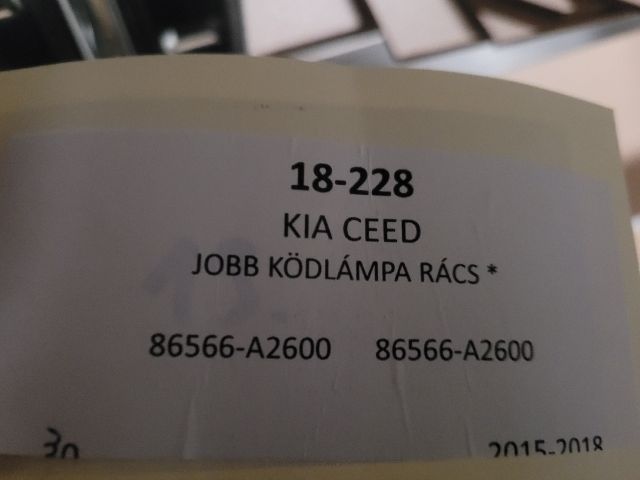 18-228
KIA CEED
JOBB KÖDLÁMPA RÁCS *
86566-A2600 86566-A2600
2015-2018